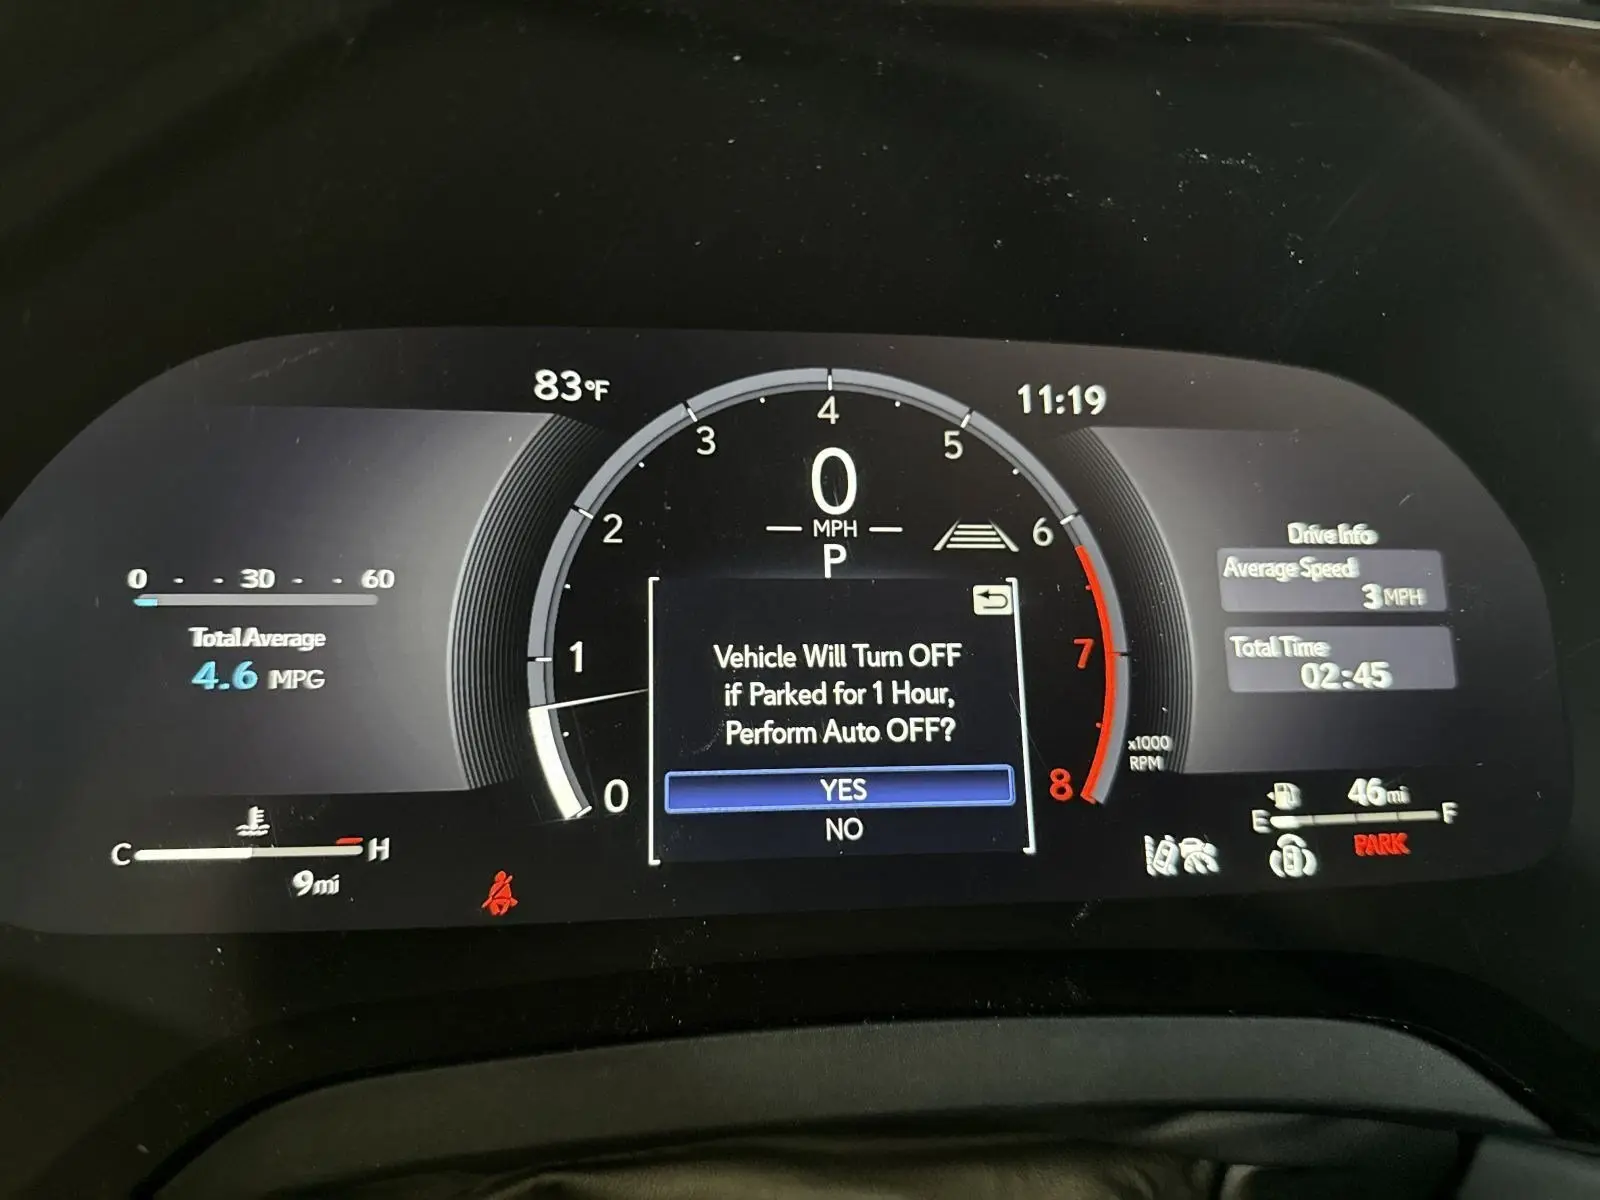 83°F
11:19
0 30 60
Total Average
4.6 MPG
0
1
2
3
4
5
6
7
8
x1000
RPM
0
MPH
P
Vehicle Will Turn OFF
if Parked for 1 Hour,
Perform Auto OFF?
YES
NO
Drive Info
Average Speed
3 MPH
Total Time
02:45
C H
9mi
46mi
E F
PARK